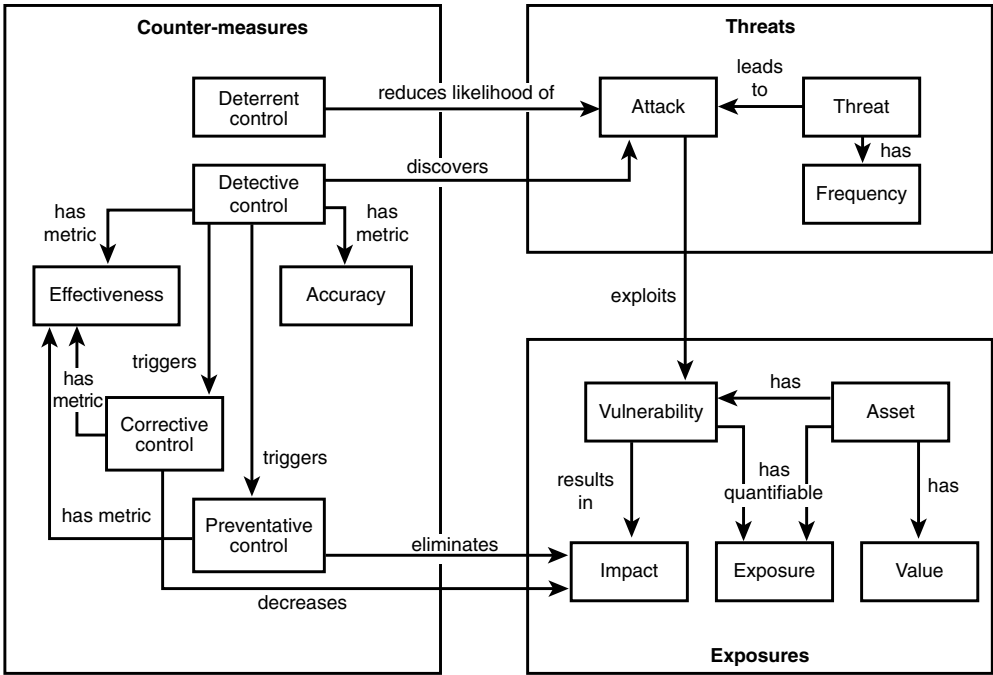 Counter-measures
Deterrent
control
Detective
control
has
metric
has
metric
Effectiveness
Accuracy
triggers
has
metric
Corrective
control
triggers
has metric
Preventative
control
reduces likelihood of
discovers
eliminates
decreases
Threats
Attack
leads
to
Threat
has
Frequency
exploits
Vulnerability
has
Asset
results
in
has
quantifiable
has
Impact
Exposure
Value
Exposures